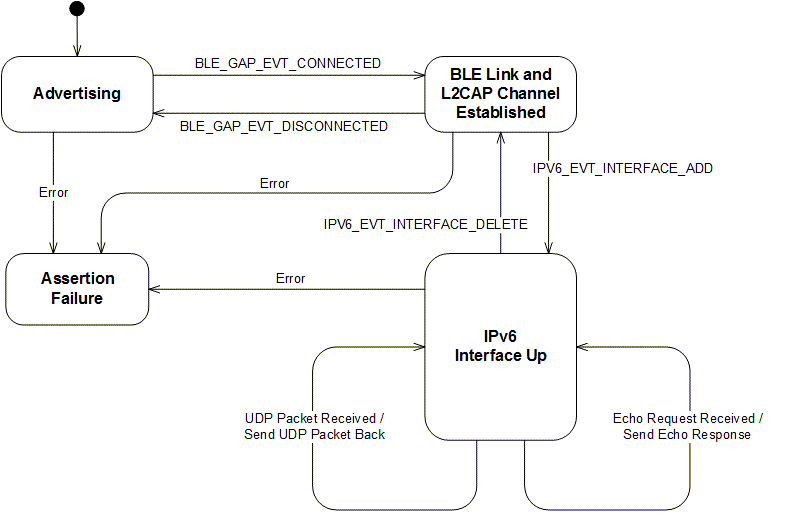 BLE_GAP_EVT_CONNECTED
Advertising
BLE Link and
L2CAP Channel
Established
BLE_GAP_EVT_DISCONNECTED
IPV6_EVT_INTERFACE_ADD
Error
Error
IPV6_EVT_INTERFACE_DELETE
Assertion
Failure
Error
IPv6
Interface Up
UDP Packet Received /
Send UDP Packet Back
Echo Request Received /
Send Echo Response